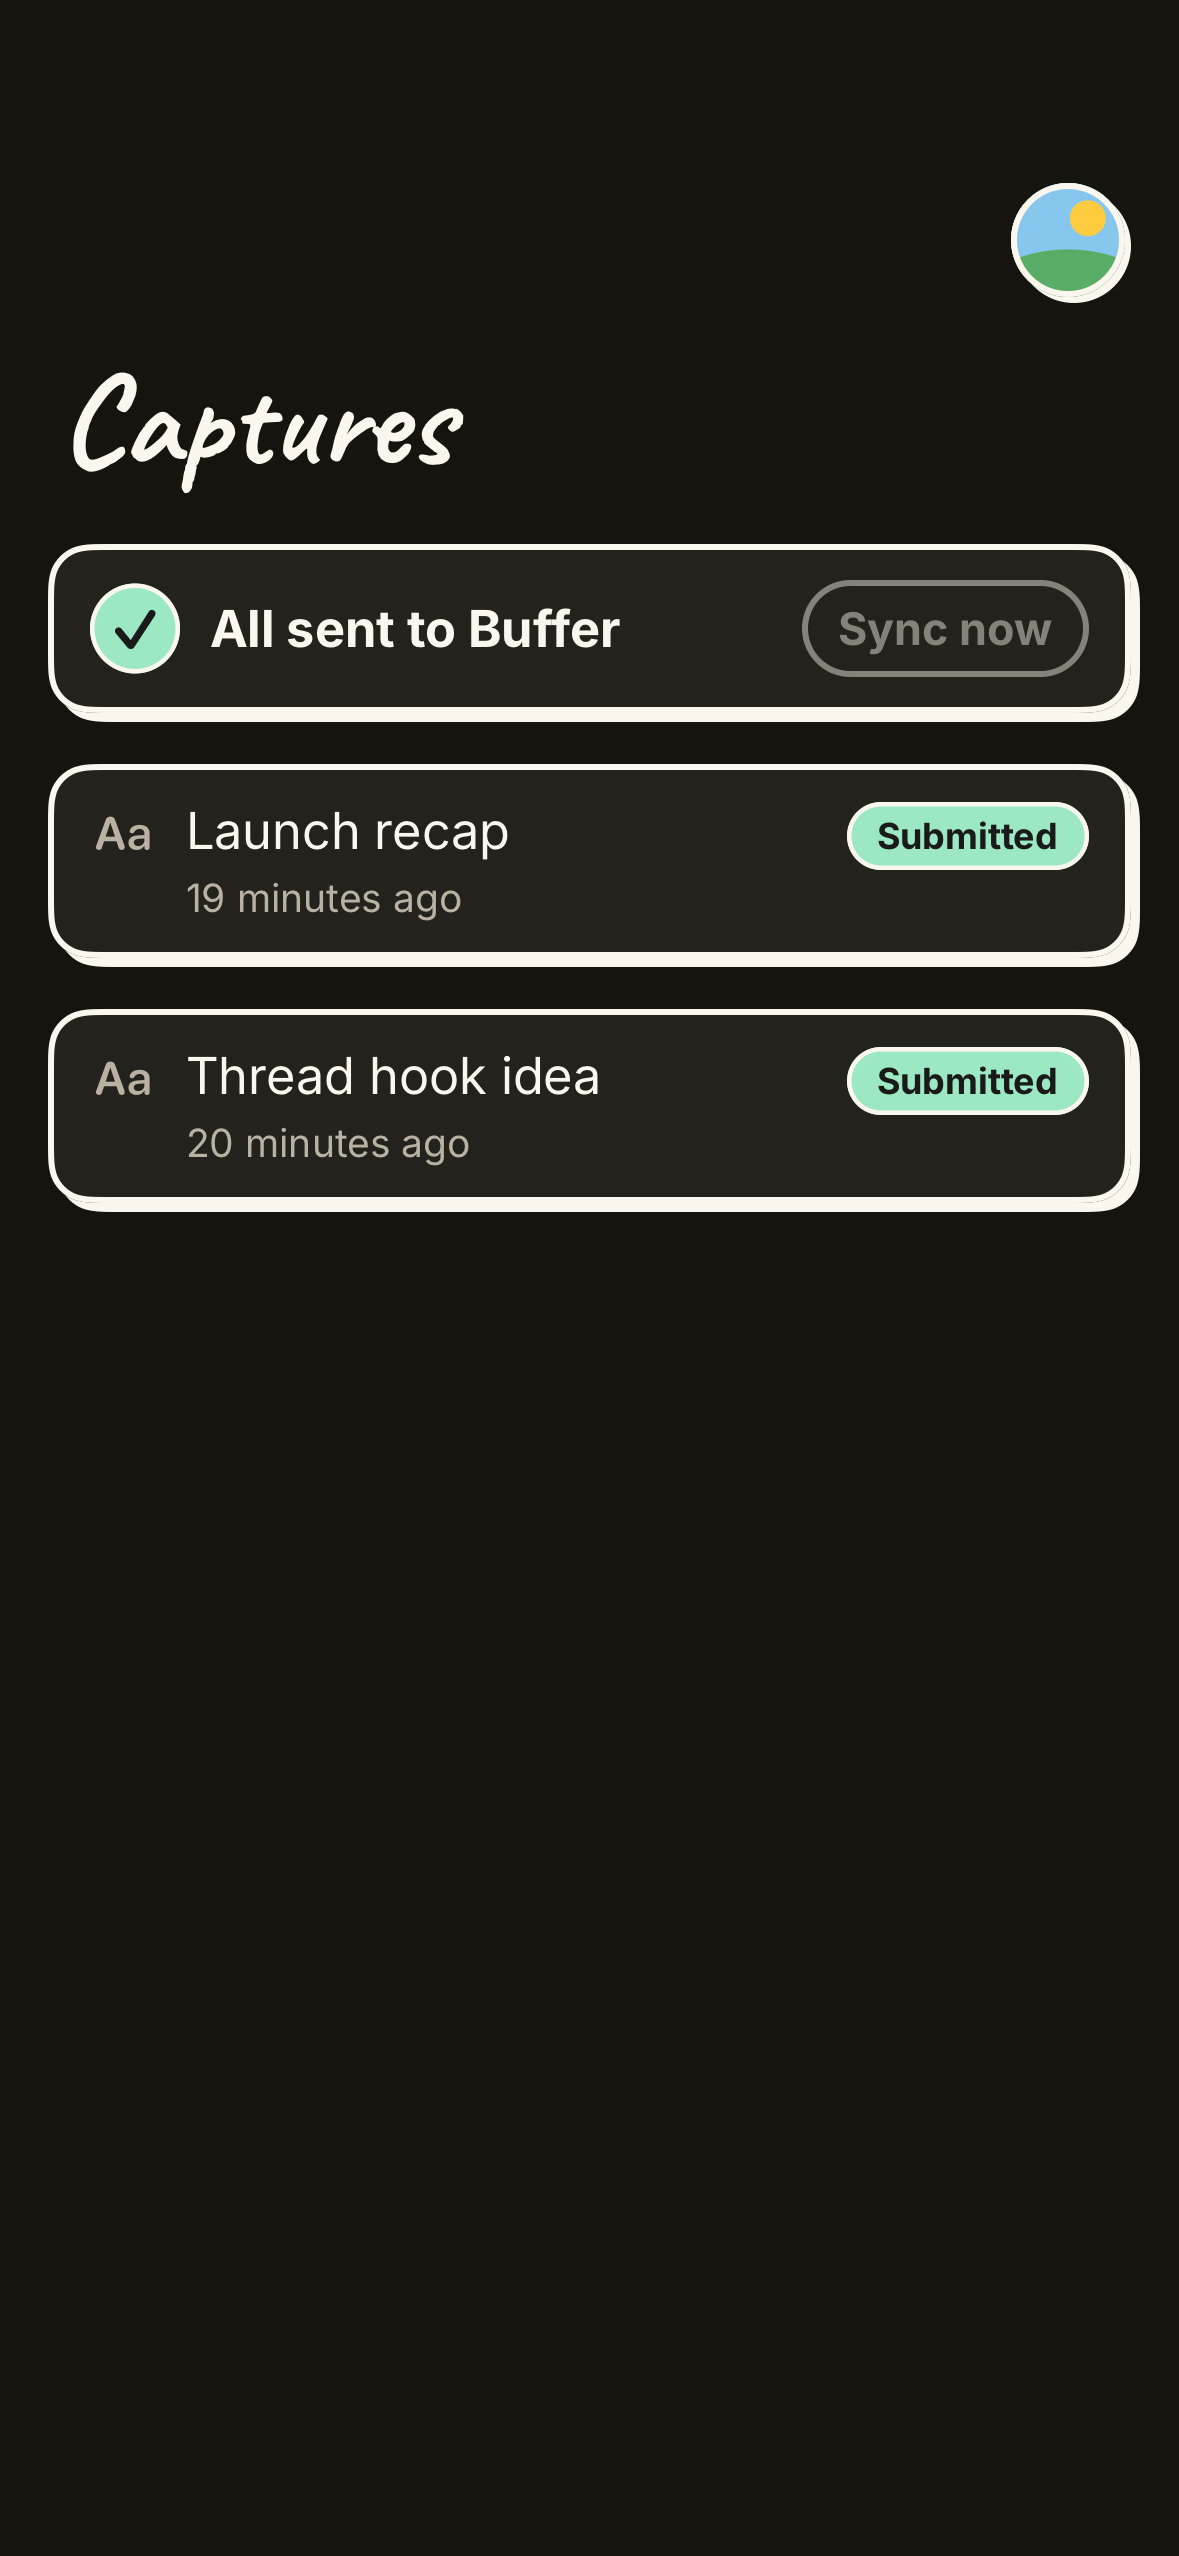 Captures
All sent to Buffer
Sync now
Aa
Launch recap
Submitted
19 minutes ago
Aa
Thread hook idea
Submitted
20 minutes ago